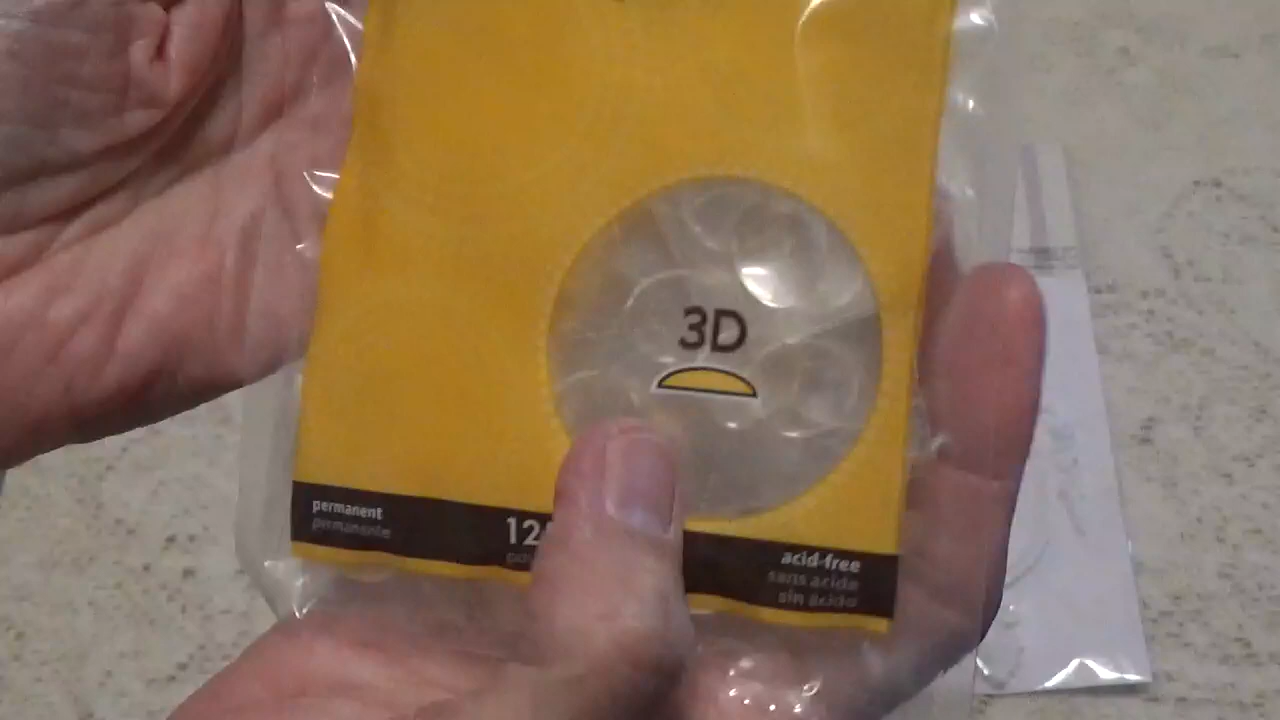 3D
permanent
permanente
12
acid-free
sans acide
sin ácido